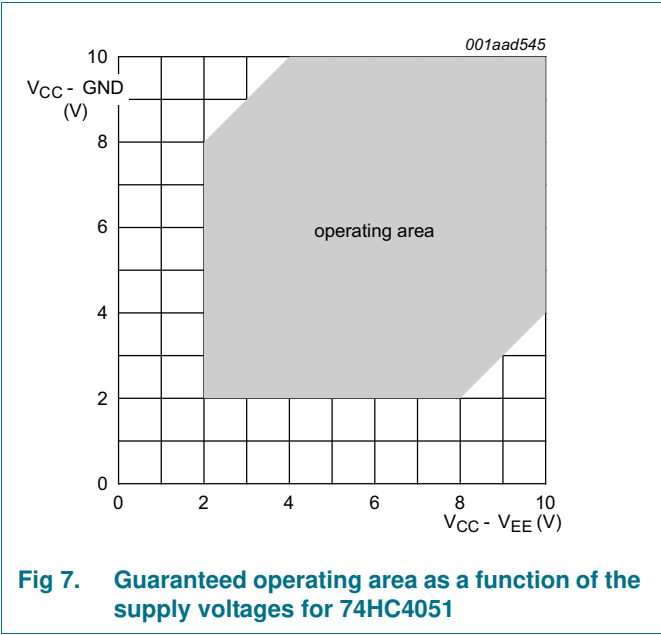 001aad545
10
VCC - GND
(V)
8
6
operating area
4
2
0
0 2 4 6 8 10
VCC - VEE (V)
Fig 7. Guaranteed operating area as a function of the
supply voltages for 74HC4051